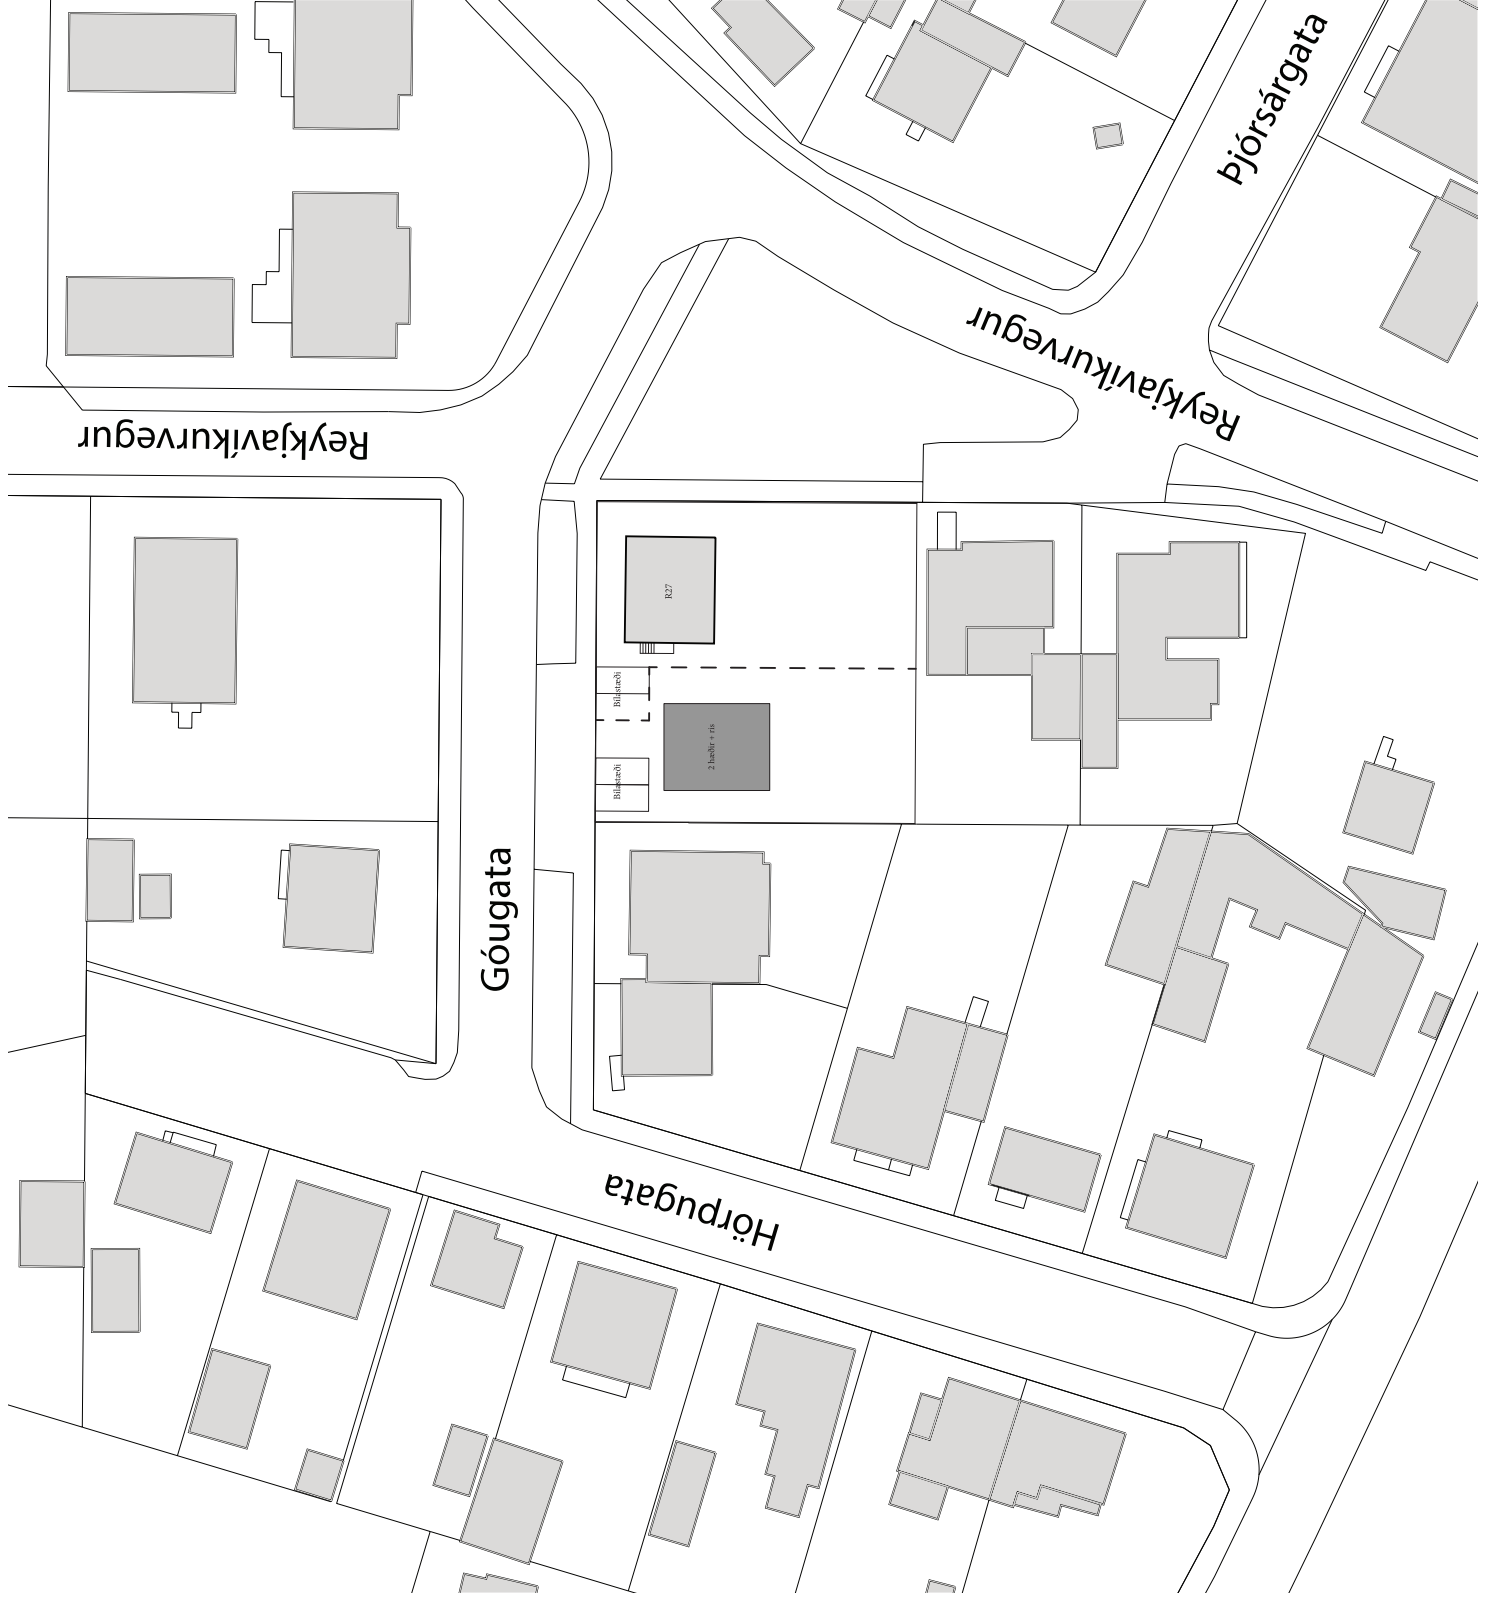 Þjórsárgata
Reykjavíkurvegur
Reykjavíkurvegur
R27
Bílastæði
2 hæðir + ris
Bílastæði
Góugata
Hörpugata